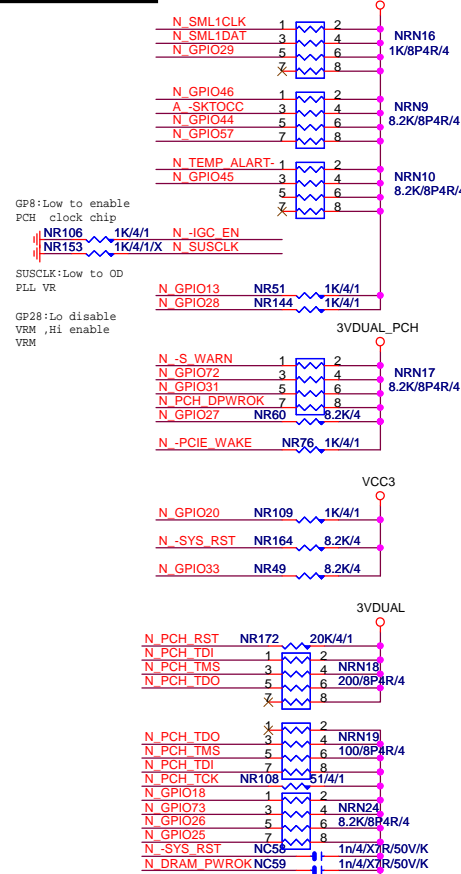 N_SML1CLK 1 2
N_SML1DAT 3 4 NRN16
N_GPIO29 5 6 1K/8P4R/4
7 8
N_GPIO46 1 2
A_-SKTOCC 3 4 NRN9
N_GPIO44 5 6 8.2K/8P4R/4
N_GPIO57 7 8
N_TEMP_ALART- 1 2
N_GPIO45 3 4 NRN10
5 6 8.2K/8P4R/4
7 8
GP8:Low to enable
PCH clock chip
NR106 1K/4/1 N_-IGC_EN
NR153 1K/4/1/X N_SUSCLK
SUSCLK:Low to OD
PLL VR
N_GPIO13 NR51 1K/4/1
N_GPIO28 NR144 1K/4/1
GP28:Lo disable
VRM ,Hi enable
VRM
3VDUAL_PCH
N_-S_WARN 1 2
N_GPIO72 3 4 NRN17
N_GPIO31 5 6 8.2K/8P4R/4
N_PCH_DPWROK 7 8
N_GPIO27 NR60 8.2K/4
N_-PCIE_WAKE NR76 1K/4/1
VCC3
N_GPIO20 NR109 1K/4/1
N_-SYS_RST NR164 8.2K/4
N_GPIO33 NR49 8.2K/4
3VDUAL
N_PCH_RST NR172 20K/4/1
N_PCH_TDI 1 2
N_PCH_TMS 3 4 NRN18
N_PCH_TDO 5 6 200/8P4R/4
7 8
1 2
N_PCH_TDO 3 4 NRN19
N_PCH_TMS 5 6 100/8P4R/4
N_PCH_TDI 7 8
N_PCH_TCK NR108 51/4/1
N_GPIO18 1 2
N_GPIO73 3 4 NRN24
N_GPIO26 5 6 8.2K/8P4R/4
N_GPIO25 7 8
N_-SYS_RST NC58 1n/4/X7R/50V/K
N_DRAM_PWROK NC59 1n/4/X7R/50V/K